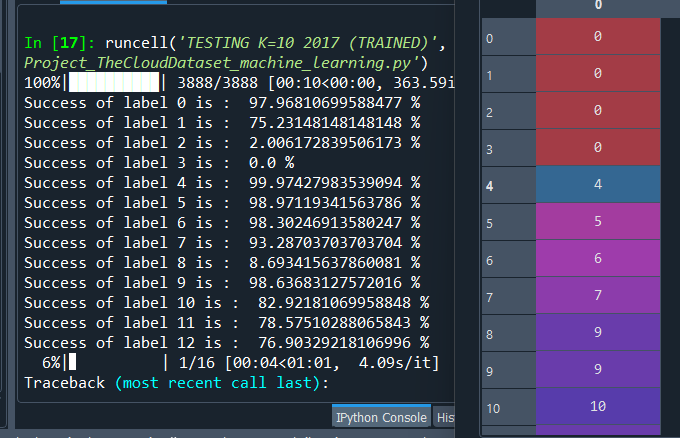 In [17]: runcell('TESTING K=10 2017 (TRAINED)',
Project_TheCloudDataset_machine_learning.py')
100%|██████████| 3888/3888 [00:10<00:00, 363.59i
Success of label 0 is :  97.96810699588477 %
Success of label 1 is :  75.23148148148148 %
Success of label 2 is :  2.006172839506173 %
Success of label 3 is :  0.0 %
Success of label 4 is :  99.97427983539094 %
Success of label 5 is :  98.97119341563786 %
Success of label 6 is :  98.30246913580247 %
Success of label 7 is :  93.28703703703704 %
Success of label 8 is :  8.693415637860081 %
Success of label 9 is :  98.63683127572016 %
Success of label 10 is :  82.92181069958848 %
Success of label 11 is :  78.57510288065843 %
Success of label 12 is :  76.90329218106996 %
6%|█ | 1/16 [00:04<01:01,  4.09s/it]
Traceback (most recent call last):
IPython Console
His
0
0 0
1 0
2 0
3 0
4 4
5 5
6 6
7 7
8 9
9 9
10 10